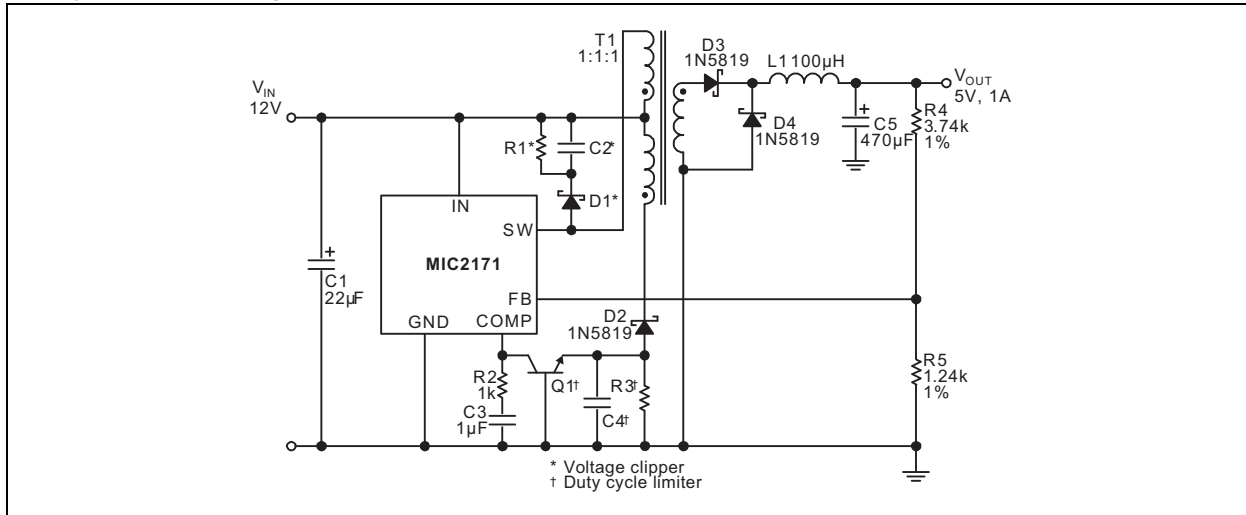 T1
1:1:1
D3
1N5819
L1 100µH
VOUT
5V, 1A
VIN
12V
R4
3.74k
1%
D4
1N5819
C5
470µF
R1*
C2*
D1*
IN
SW
MIC2171
C1
22µF
FB
GND
COMP
D2
1N5819
R2
1k
Q1†
R3†
C4†
R5
1.24k
1%
C3
1µF
* Voltage clipper
† Duty cycle limiter